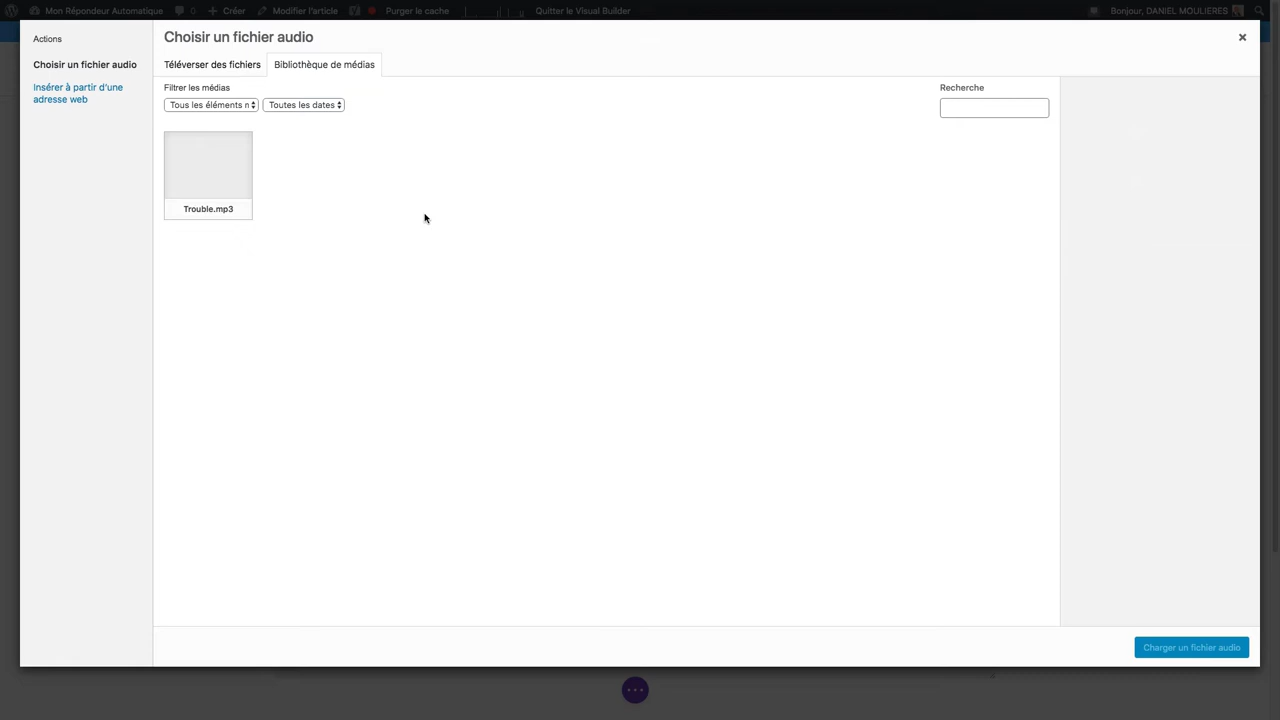 Mon Répondeur Automatique 0 Créer Modifier l'article Purger le cache Quitter le Visual Builder Bonjour, DANIEL MOULIERES
Actions
Choisir un fichier audio
Insérer à partir d'une
adresse web
Choisir un fichier audio
Téléverser des fichiers Bibliothèque de médias
Filtrer les médias
Tous les éléments r Toutes les dates
Recherche
Trouble.mp3
Charger un fichier audio